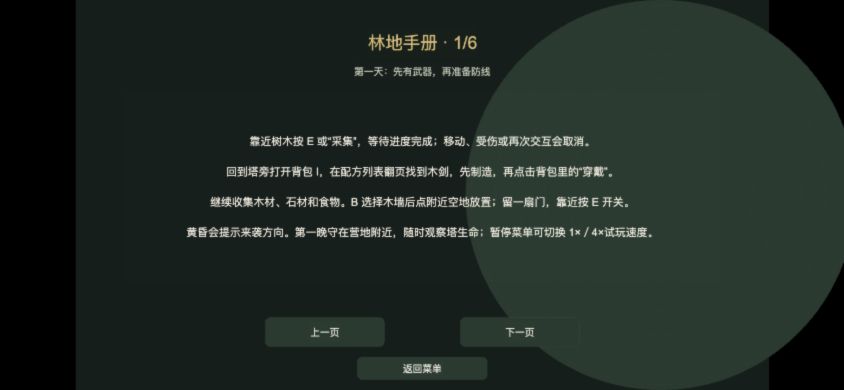 林地手册 · 1/6
第一天：先有武器，再准备防线
靠近树木按 E 或“采集”，等待进度完成；移动、受伤或再次交互会取消。
回到塔旁打开背包 I，在配方列表翻页找到木剑，先制造，再点击背包里的“穿戴”。
继续收集木材、石材和食物。B 选择木墙后点附近空地放置；留一扇门，靠近按 E 开关。
黄昏会提示来袭方向。第一晚守在营地附近，随时观察塔生命；暂停菜单可切换 1× / 4×试玩速度。
上一页
下一页
返回菜单